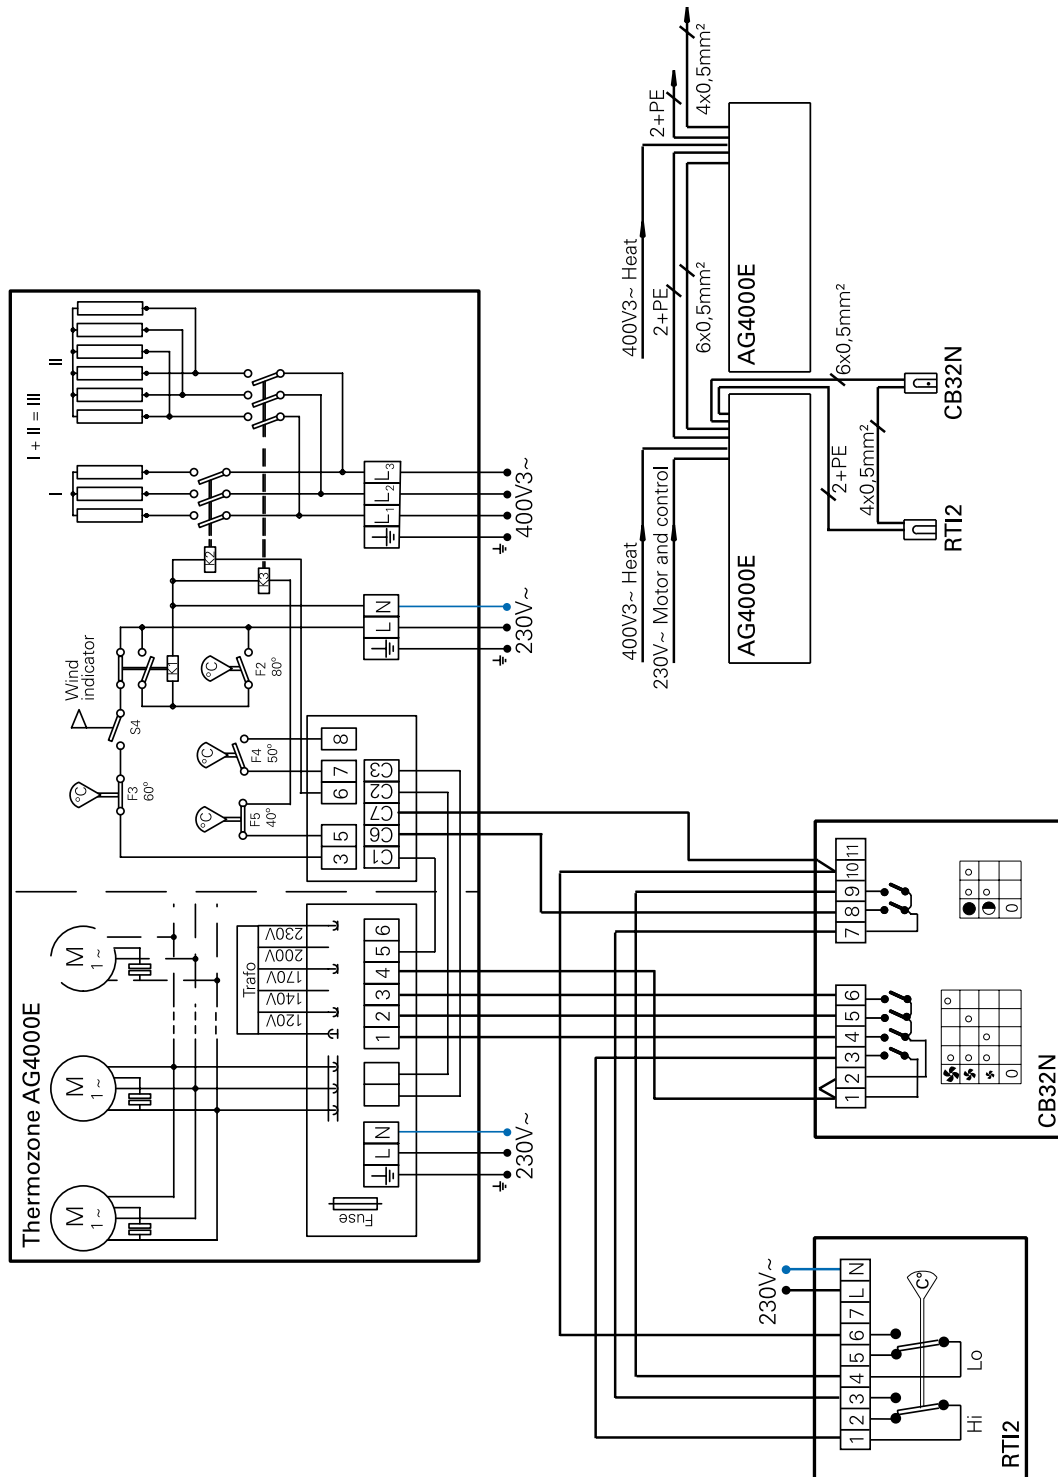 Thermozone AG4000E
M
1 ~
M
1 ~
M
1 ~
I + II = III
I
II
Wind
indicator
S4
F3
60°
°C
F4
50°
°C
F5
40°
°C
F2
80°
°C
K1
K2
K3
Trafo
120V
140V
170V
200V
230V
Fuse
L N
230V~
1 2 3 4 5 6
3 5 6 7 8
C1 C6 C7 C2 C3
L N
230V~
L1 L2 L3
400V3~
400V3~ Heat
230V~ Motor and control
AG4000E
400V3~ Heat
2+PE
6x0,5mm²
AG4000E
2+PE
4x0,5mm²
6x0,5mm²
2+PE
4x0,5mm²
RTI2
CB32N
RTI2
1 2 3 4 5 6 7 L N
230V~
Hi
Lo
C°
CB32N
1 2 3 4 5 6
0
7 8 9 10 11
0